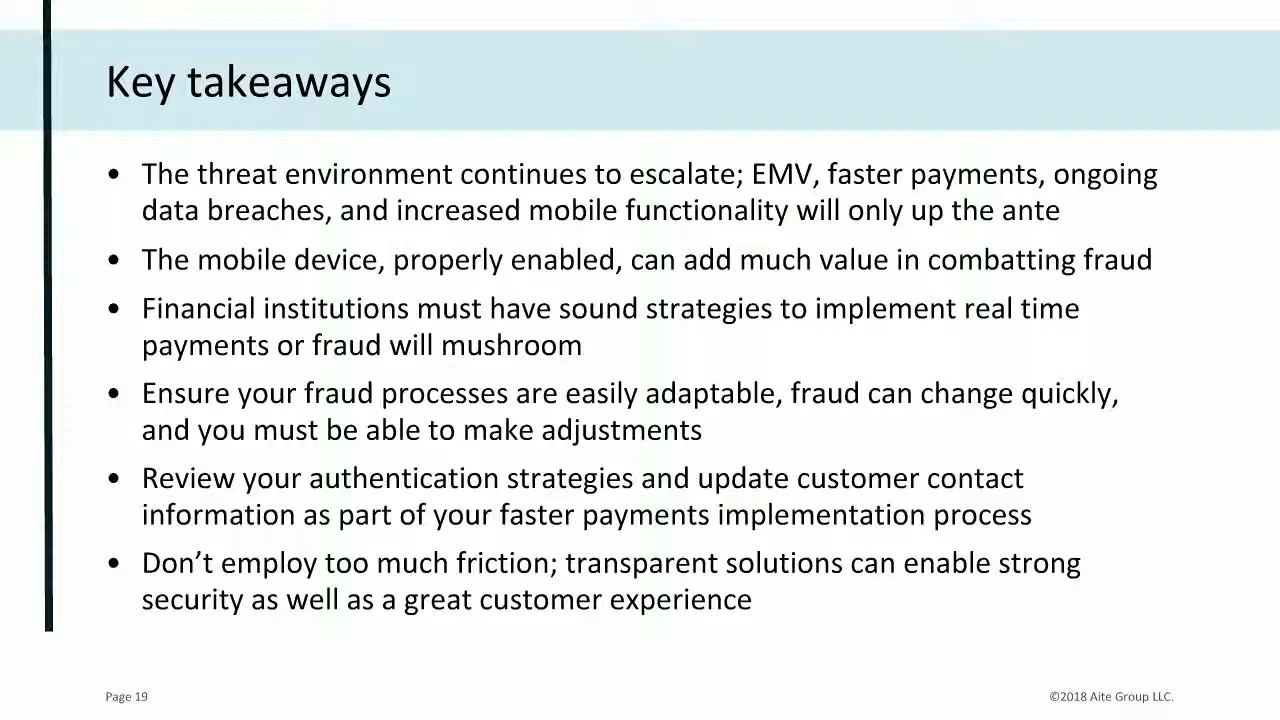 Key takeaways
• The threat environment continues to escalate; EMV, faster payments, ongoing
data breaches, and increased mobile functionality will only up the ante
• The mobile device, properly enabled, can add much value in combatting fraud
• Financial institutions must have sound strategies to implement real time
payments or fraud will mushroom
• Ensure your fraud processes are easily adaptable, fraud can change quickly,
and you must be able to make adjustments
• Review your authentication strategies and update customer contact
information as part of your faster payments implementation process
• Don’t employ too much friction; transparent solutions can enable strong
security as well as a great customer experience
Page 19
©2018 Aite Group LLC.